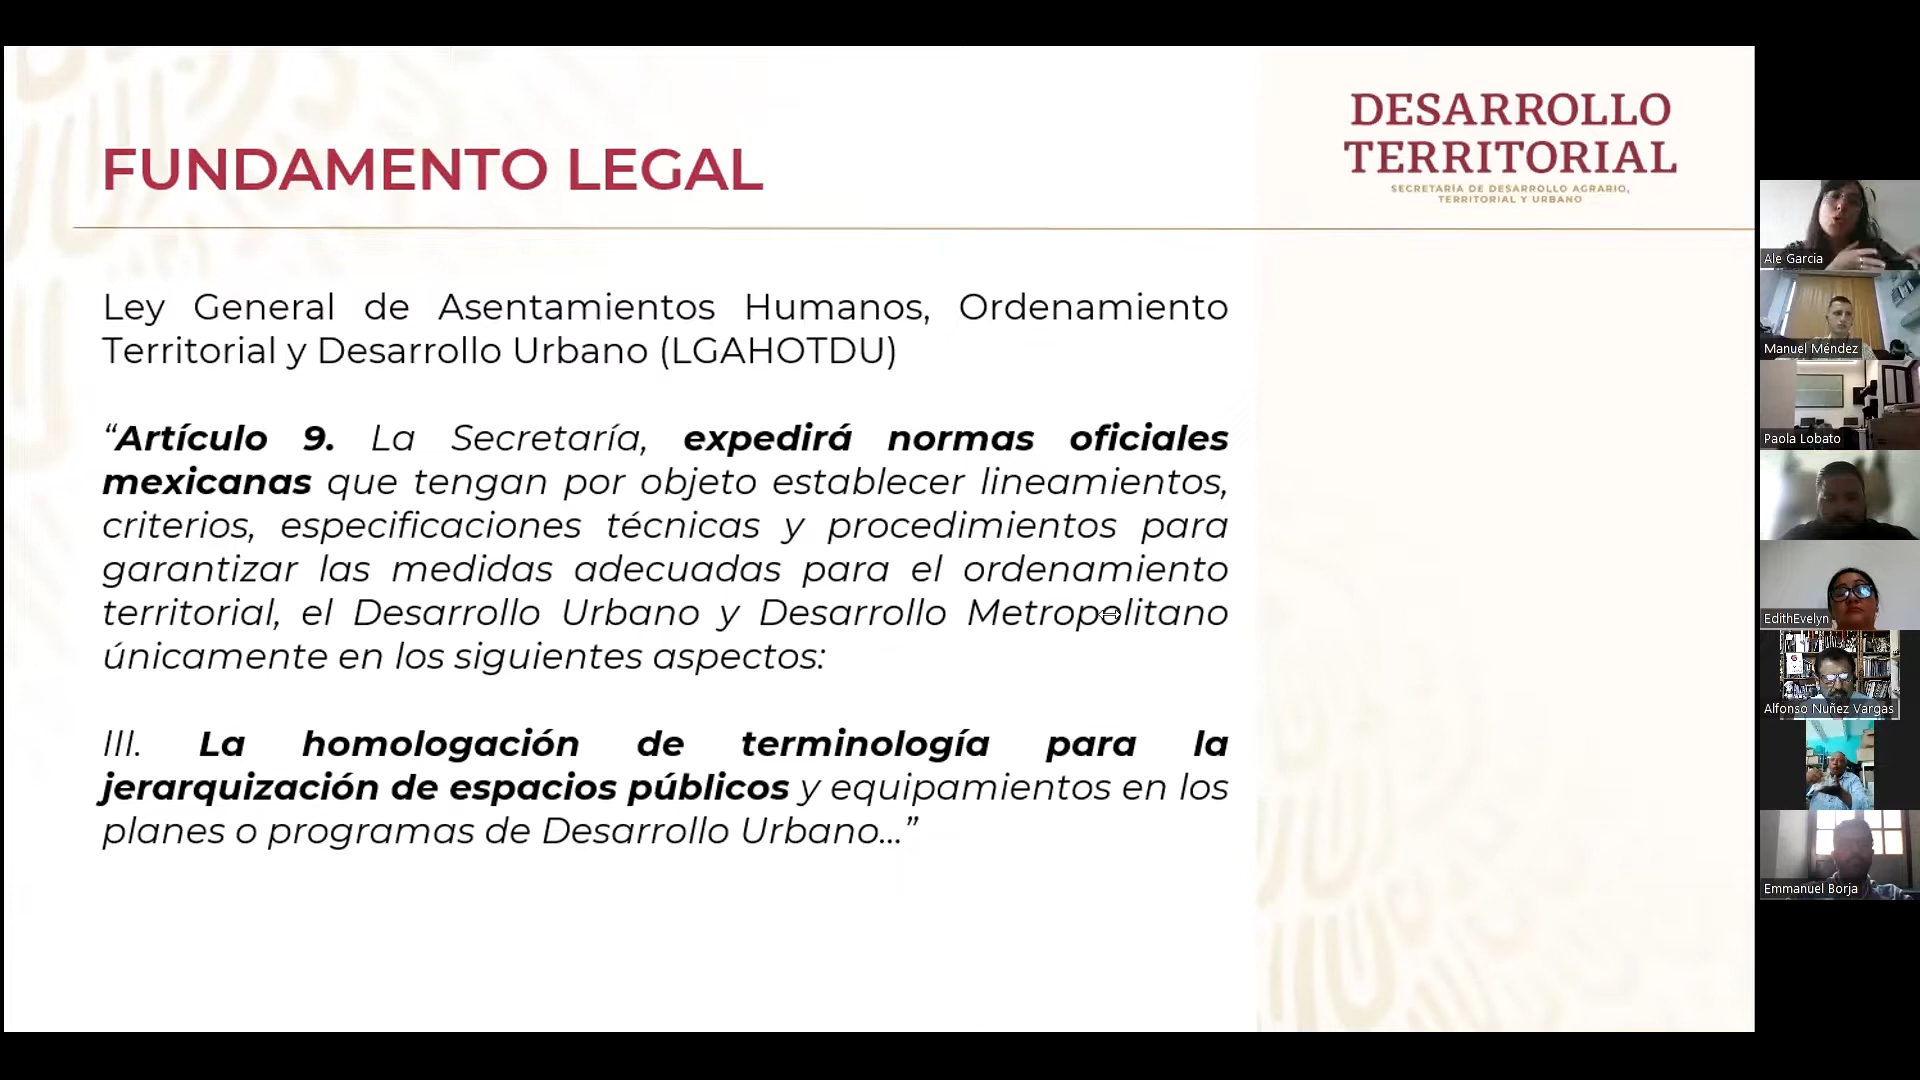 FUNDAMENTO LEGAL
DESARROLLO
TERRITORIAL
SECRETARÍA DE DESARROLLO AGRARIO,
TERRITORIAL Y URBANO
Ley General de Asentamientos Humanos, Ordenamiento
Territorial y Desarrollo Urbano (LGAHOTDU)
“Artículo 9. La Secretaría, expedirá normas oficiales
mexicanas que tengan por objeto establecer lineamientos,
criterios, especificaciones técnicas y procedimientos para
garantizar las medidas adecuadas para el ordenamiento
territorial, el Desarrollo Urbano y Desarrollo Metropolitano
únicamente en los siguientes aspectos:
III. La homologación de terminología para la
jerarquización de espacios públicos y equipamientos en los
planes o programas de Desarrollo Urbano...”
Ale Garcia
Manuel Méndez
Paola Lobato
EdithEvelyn
Alfonso Nuñez Vargas
Emmanuel Borja